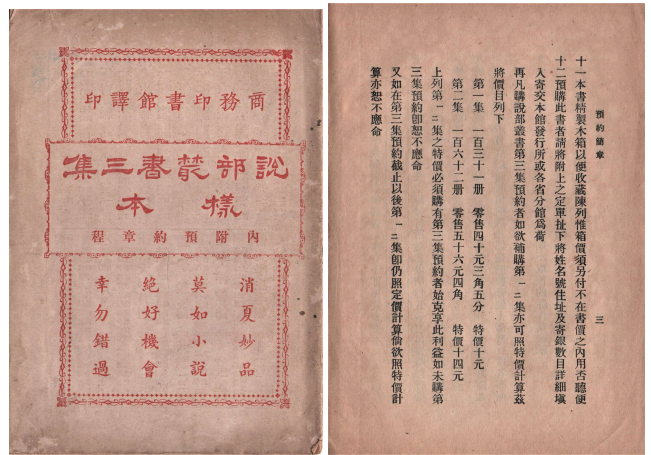 商務印書館譯印
說部叢書三集
樣本
內附預約章程
消夏妙品
莫如小說
絕好機會
幸勿錯過
預約簡章
三
十一本書精製木箱以便收藏陳列惟箱價須另付不在書價之內用否聽便
十二預購此書者請將附上之定單扯下將姓名號住址及寄銀數目詳細塡
入寄交本館發行所或各省分館爲荷
再凡購說部叢書第三集預約者如欲補購第一二集亦可照特價計算茲
將價目列下
第一集 一百三十一册 零售四十元三角五分 特價十元
第二集 一百六十二册 零售五十六元四角 特價十四元
上列第一二集之特價必須購有第三集預約者始克享此利益如未購第
三集預約卽恕不應命
又如在第三集預約截止以後第一二集卽仍照定價計算倘欲照特價計
算亦恕不應命